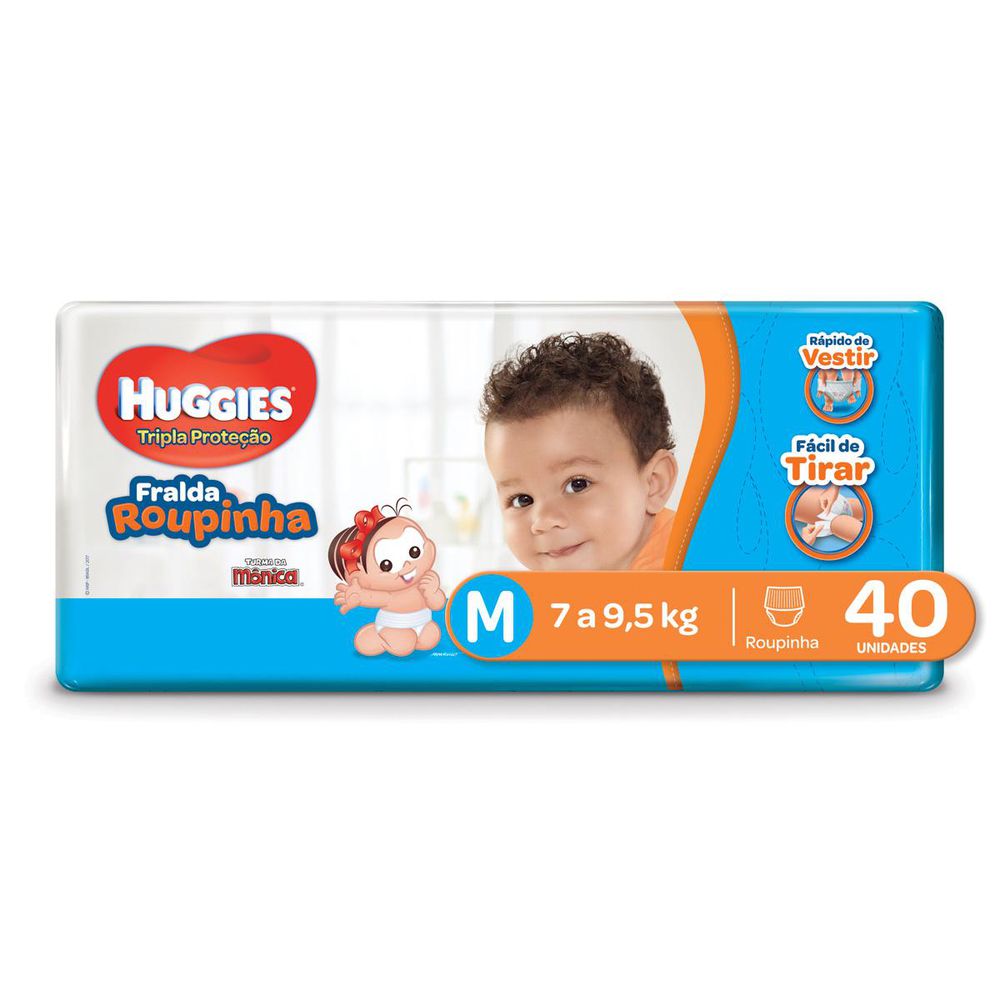 HUGGIES
Tripla Proteção
Fralda
Roupinha
TURMA DA
Mônica
M
7 a 9,5 kg
Roupinha
40
UNIDADES
Rápido de
Vestir
Fácil de
Tirar